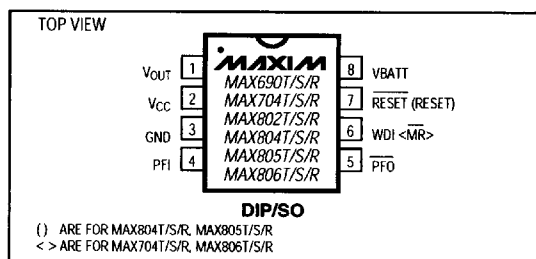 TOP VIEW
MAXIM
VOUT 1
8 VBATT
MAX690T/S/R
VCC 2
MAX704T/S/R
7 RESET (RESET)
MAX802T/S/R
GND 3
6 WDI <MR>
MAX804T/S/R
PFI 4
MAX805T/S/R
5 PFO
MAX806T/S/R
DIP/SO
( ) ARE FOR MAX804T/S/R, MAX805T/S/R
< > ARE FOR MAX704T/S/R, MAX806T/S/R